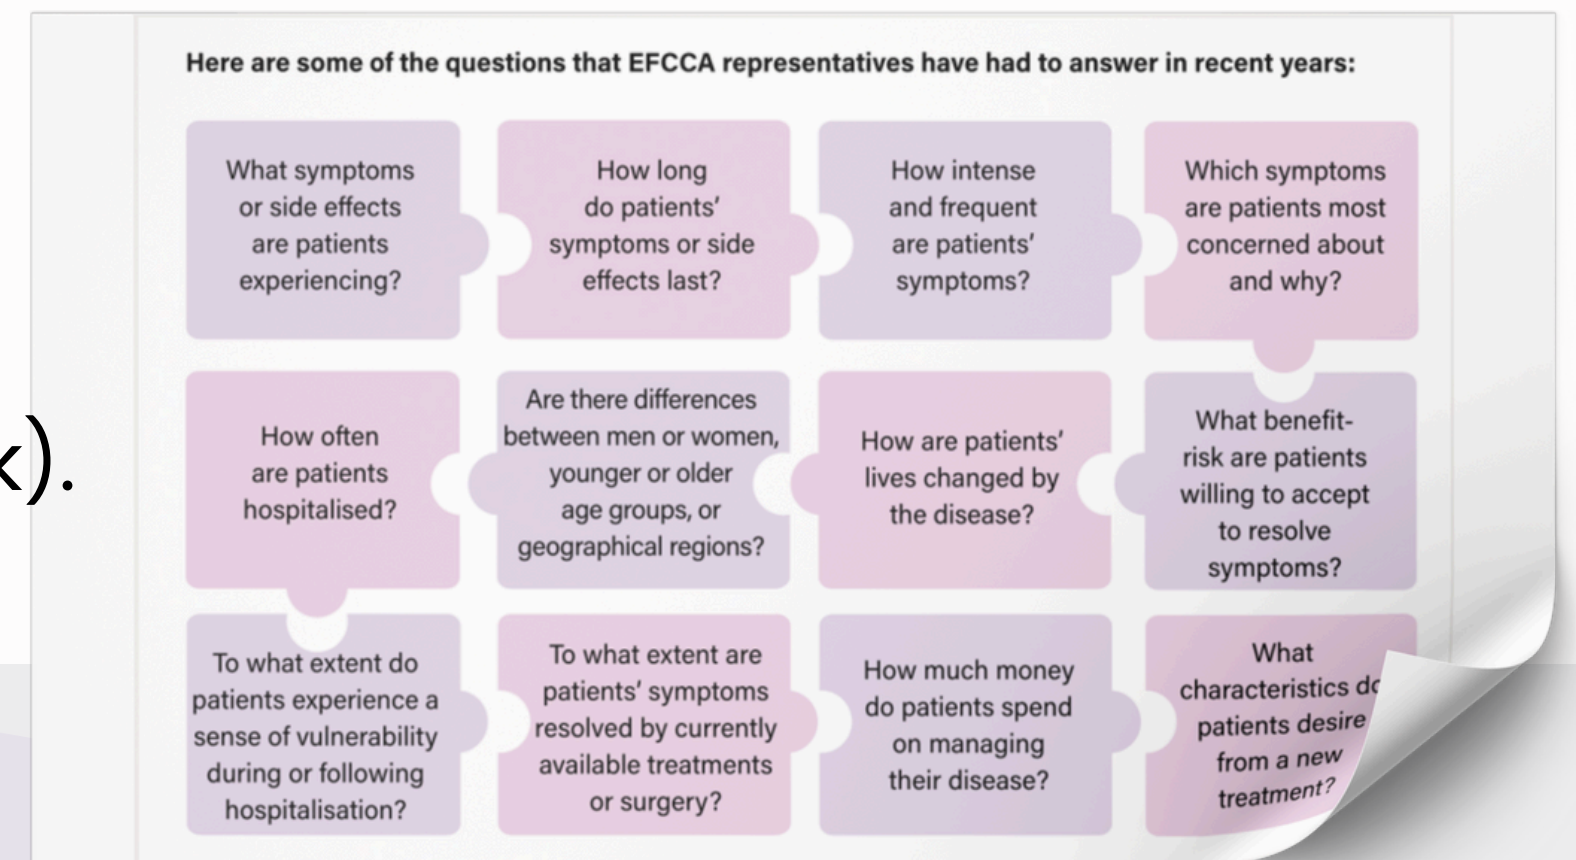 Here are some of the questions that EFCCA representatives have had to answer in recent years:
What symptoms
or side effects
are patients
experiencing?
How long
do patients’
symptoms or side
effects last?
How intense
and frequent
are patients’
symptoms?
Which symptoms
are patients most
concerned about
and why?
How often
are patients
hospitalised?
Are there differences
between men or women,
younger or older
age groups, or
geographical regions?
How are patients’
lives changed by
the disease?
What benefit-
risk are patients
willing to accept
to resolve
symptoms?
k).
To what extent do
patients experience a
sense of vulnerability
during or following
hospitalisation?
To what extent are
patients’ symptoms
resolved by currently
available treatments
or surgery?
How much money
do patients spend
on managing
their disease?
What
characteristics do
patients desire
from a new
treatment?